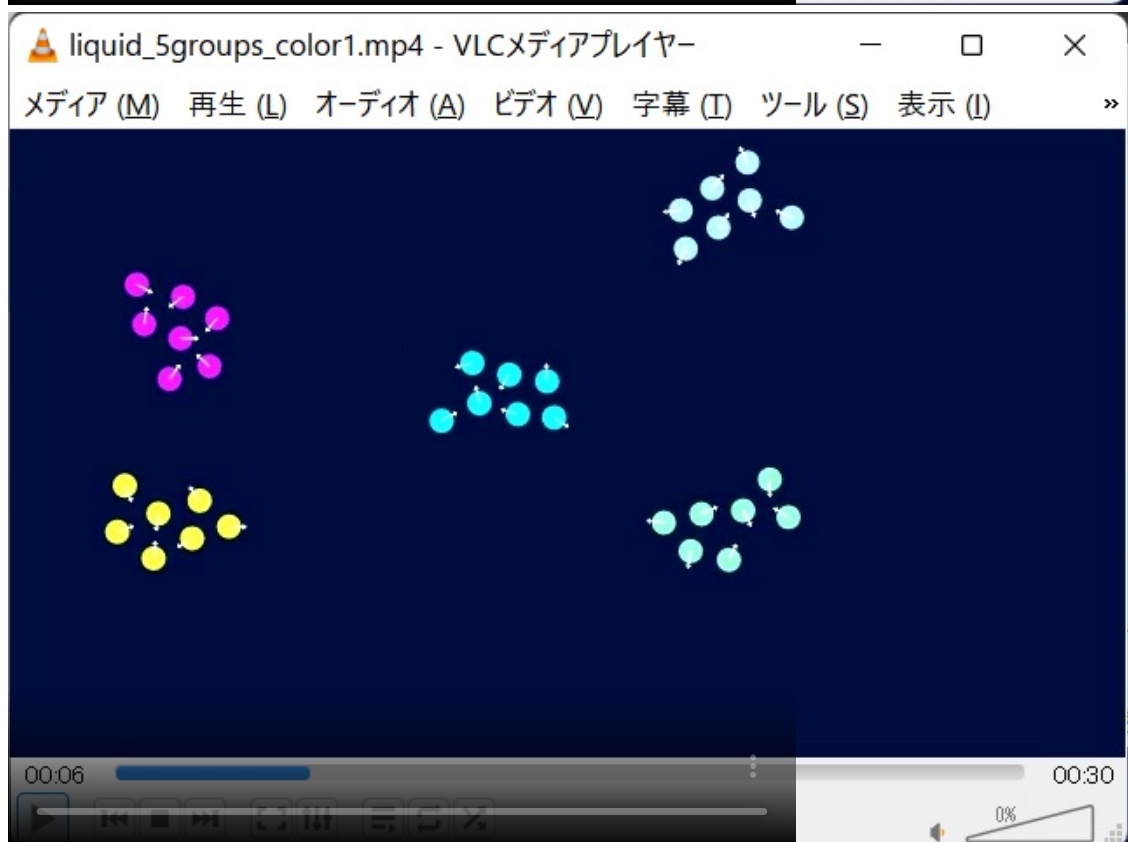 liquid_5groups_color1.mp4 - VLCメディアプレイヤー
メディア (M) 再生 (L) オーディオ (A) ビデオ (V) 字幕 (T) ツール (S) 表示 (I) »
00:06 00:30
0%